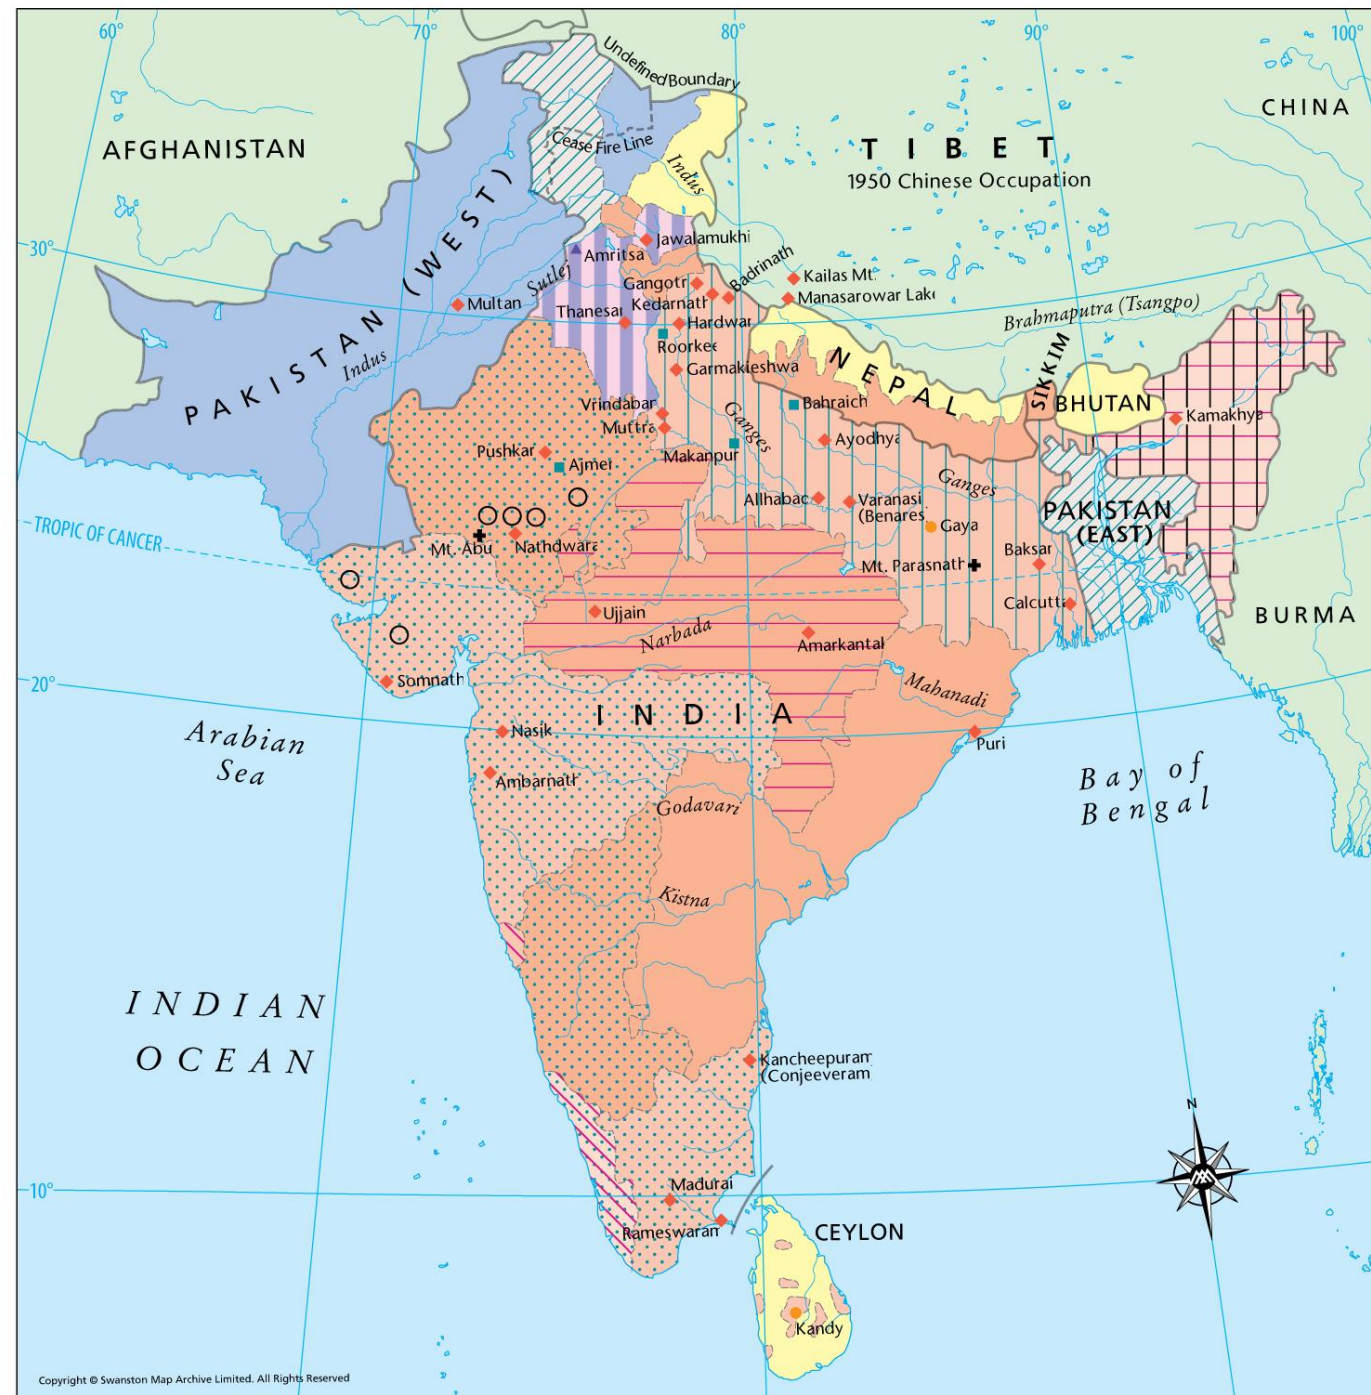 60°
70°
80°
90°
100°
Undefined Boundary
CHINA
AFGHANISTAN
Cease Fire Line
TIBET
1950 Chinese Occupation
Indus
PAKISTAN (WEST)
30°
Jawalamukhi
Amritsa
Sutlej
Gangotr
Badrinath
Kailas Mt.
Multan
Kedarnath
Manasarowar Lake
Thanesar
Hardwar
Brahmaputra (Tsangpo)
Roorkee
Indus
Garmakleshwa
NEPAL
SIKKIM
BHUTAN
Vrindabar
Bahraich
Kamakhya
Muttra
Ganges
Ayodhya
Pushkar
Ajmer
Makanpur
Ganges
Allhabac
Varanasi
(Benares)
PAKISTAN
(EAST)
Gaya
TROPIC OF CANCER
Mt. Abu
Nathdwara
Baksar
Mt. Parasnath
Calcutta
Ujjain
BURMA
Narbada
Amarkantak
20°
Somnath
Mahanadi
INDIA
Arabian
Sea
Nasik
Puri
Ambarnath
Bay of
Bengal
Godavari
Kistna
INDIAN
OCEAN
Kancheepuram
(Conjeeveram
N
10°
Madurai
Rameswaram
CEYLON
Kandy
Copyright © Swanston Map Archive Limited. All Rights Reserved